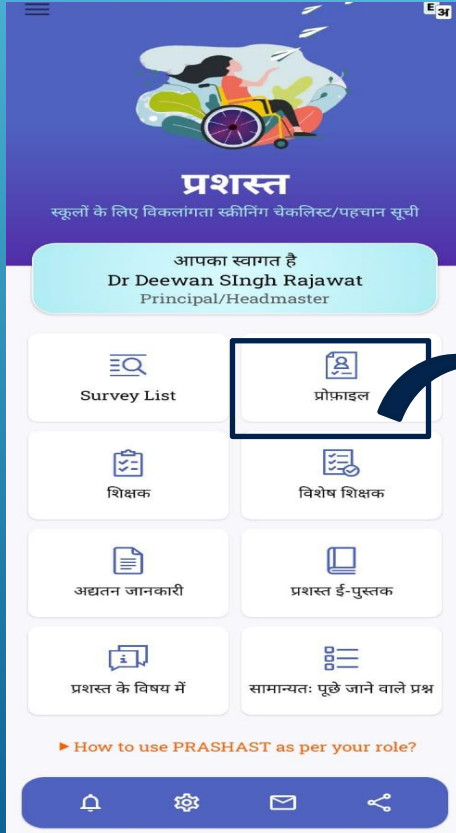 E अ
प्रशस्त
स्कूलों के लिए विकलांगता स्क्रीनिंग चेकलिस्ट/पहचान सूची
आपका स्वागत है
Dr Deewan SIngh Rajawat
Principal/Headmaster
Survey List
प्रोफ़ाइल
शिक्षक
विशेष शिक्षक
अद्यतन जानकारी
प्रशस्त ई-पुस्तक
प्रशस्त के विषय में
सामान्यतः पूछे जाने वाले प्रश्न
How to use PRASHAST as per your role?